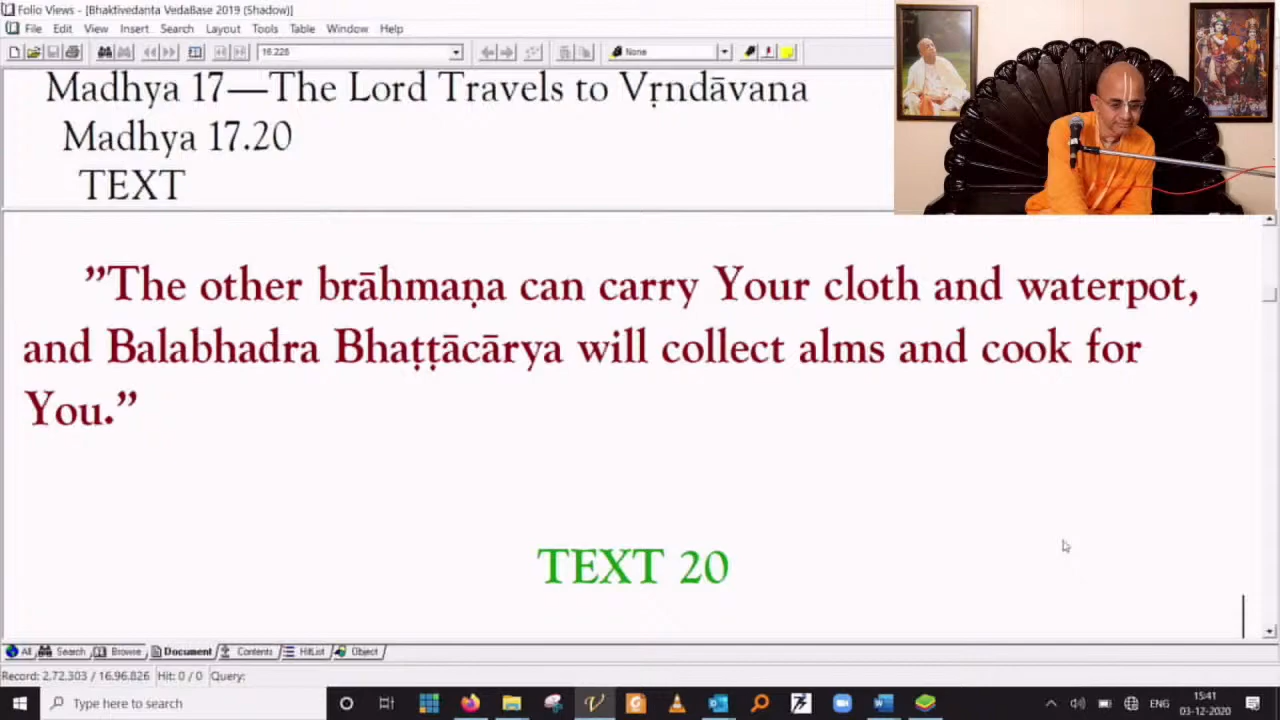 Folio Views - [Bhaktivedanta VedaBase 2019 (Shadow)]
File Edit View Insert Search Layout Tools Table Window Help
16.226
None
Madhya 17—The Lord Travels to Vṛndāvana
Madhya 17.20
TEXT
”The other brāhmaṇa can carry Your cloth and waterpot,
and Balabhadra Bhaṭṭācārya will collect alms and cook for
You.”
TEXT 20
All Search Browse Document Contents HitList Object
Record: 2,72,303 / 16,96,826 Hit: 0 / 0 Query:
Type here to search
ENG
15:41
03-12-2020